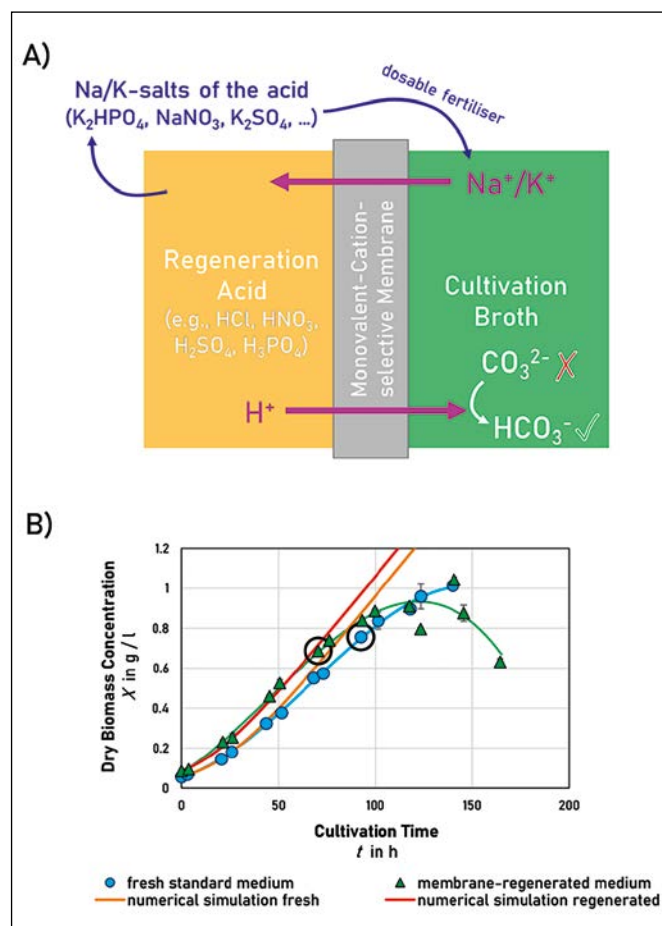 A)
Na/K-salts of the acid
(K₂HPO₄, NaNO₃, K₂SO₄, ...)
dosable fertiliser
Na⁺/K⁺
Regeneration
Acid
(e.g., HCl, HNO₃,
H₂SO₄, H₃PO₄)
Monovalent-Cation-
selective Membrane
Cultivation
Broth
CO₃²⁻ X
H⁺
HCO₃⁻ ✓
B)
Dry Biomass Concentration
X in g / l
1.2
1
0.8
0.6
0.4
0.2
0
0
50
100
150
200
Cultivation Time
t in h
fresh standard medium
membrane-regenerated medium
numerical simulation fresh
numerical simulation regenerated